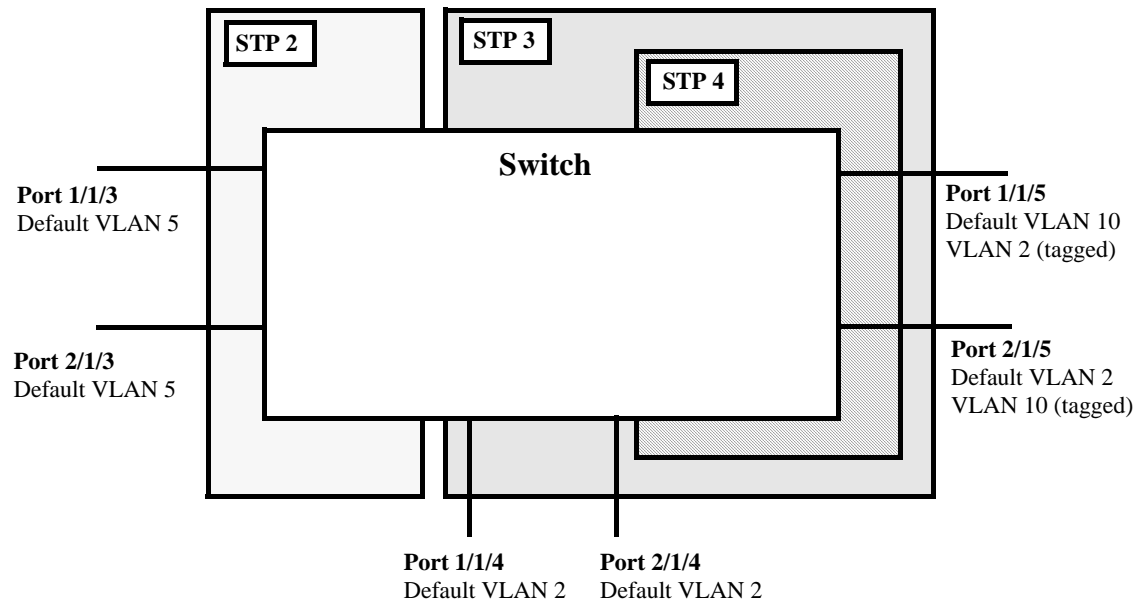 STP 2
STP 3
STP 4
Switch
Port 1/1/3
Default VLAN 5
Port 1/1/5
Default VLAN 10
VLAN 2 (tagged)
Port 2/1/3
Default VLAN 5
Port 2/1/5
Default VLAN 2
VLAN 10 (tagged)
Port 1/1/4
Default VLAN 2
Port 2/1/4
Default VLAN 2